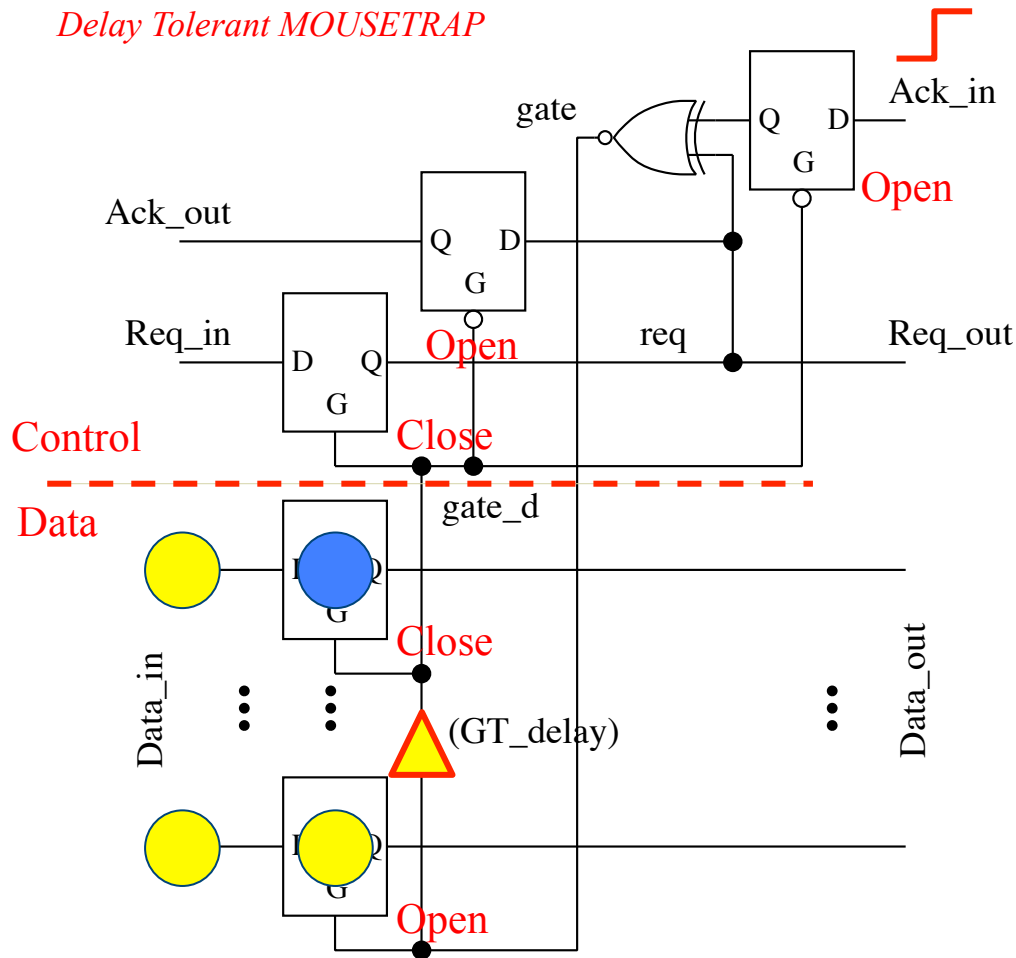 Delay Tolerant MOUSETRAP
Ack_in
gate
Q D
G
Open
Ack_out
Q D
G
Open
Req_in
D Q
G
req
Req_out
Close
Control
gate_d
Data
Q
G
Close
Data_in
Data_out
(GT_delay)
Q
G
Open